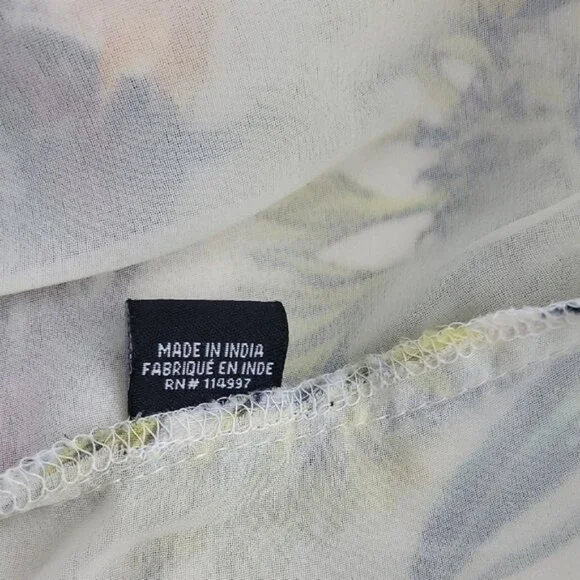 MADE IN INDIA
FABRIQUÉ EN INDE
RN# 114997